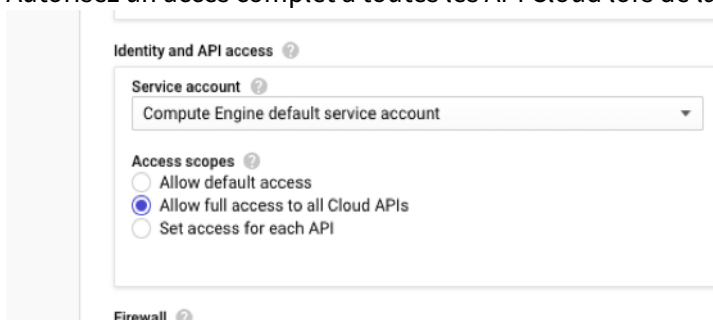 Autorisez un accès complet à toutes les API Cloud lors de la
Identity and API access
Service account
Compute Engine default service account
Access scopes
Allow default access
Allow full access to all Cloud APIs
Set access for each API
Firewall